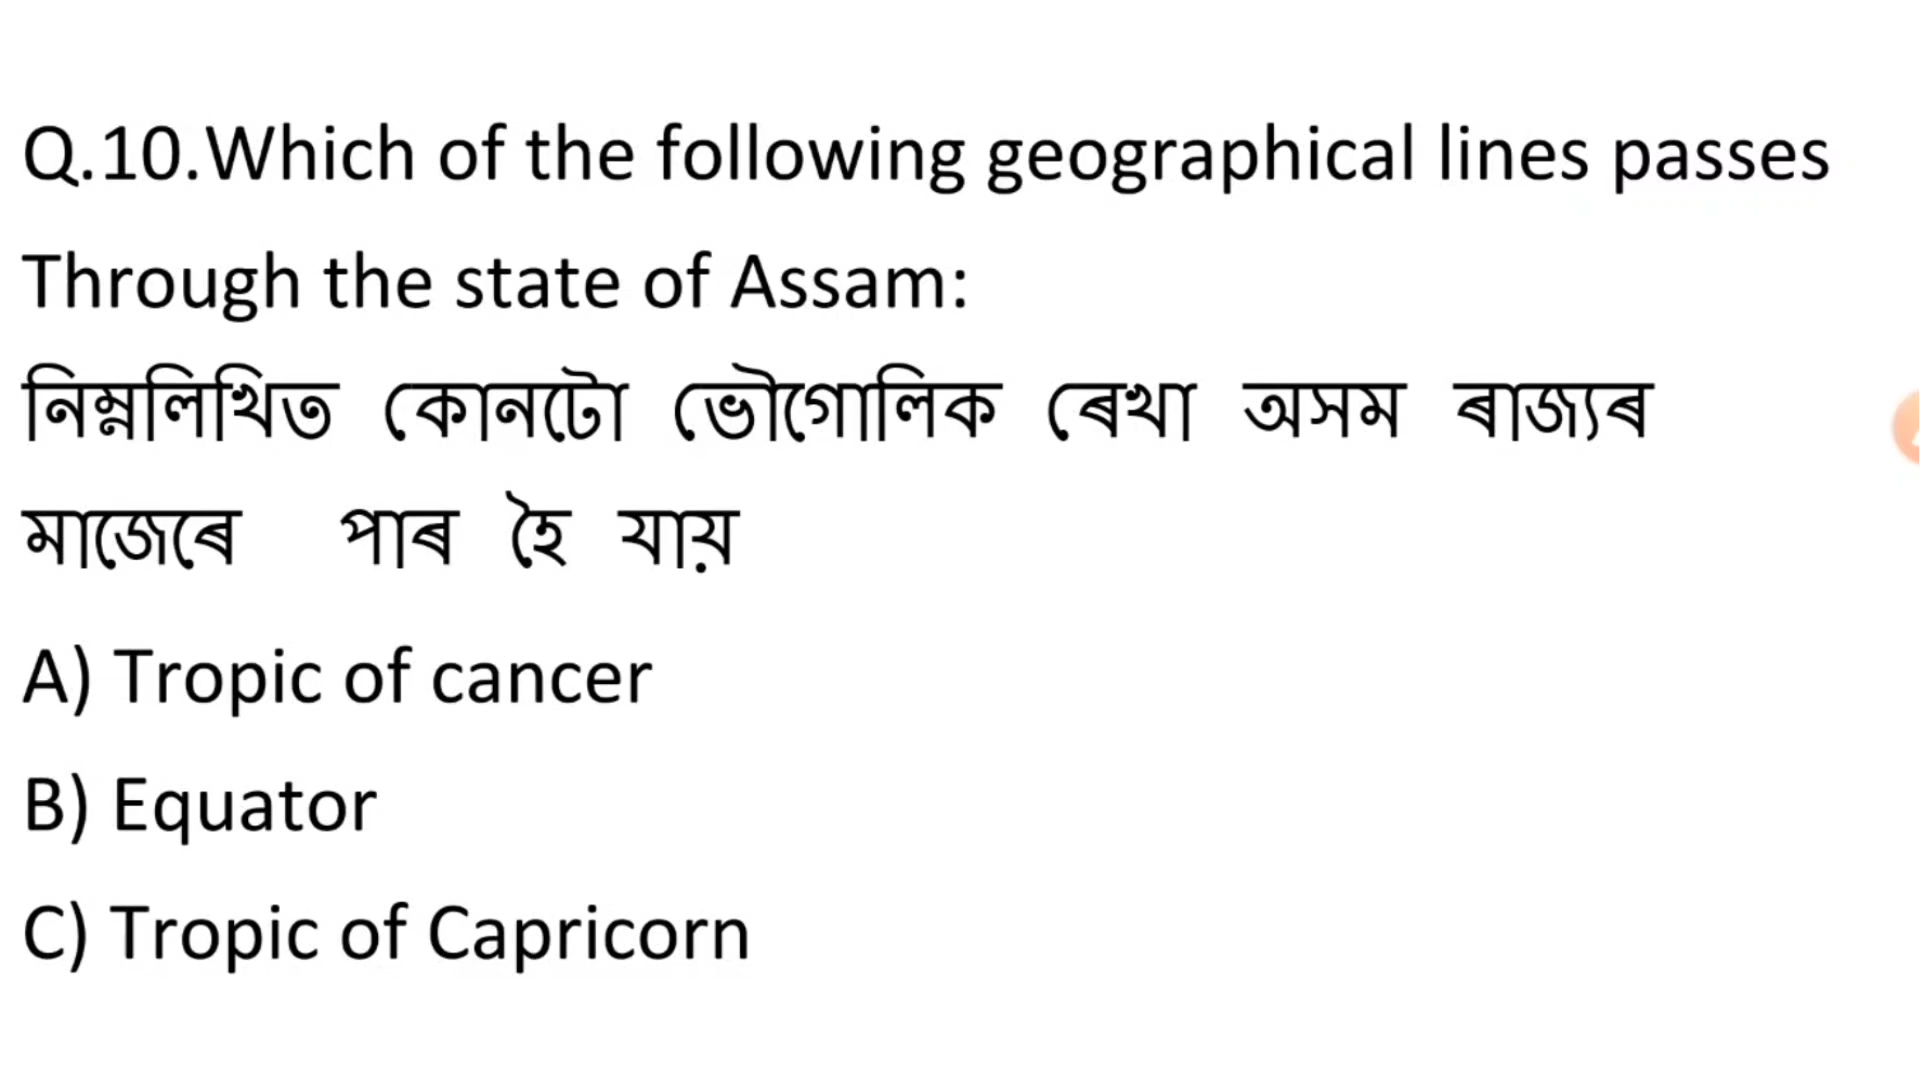 Q.10.Which of the following geographical lines passes
Through the state of Assam:
নিম্নলিখিত কোনটো ভৌগোলিক ৰেখা অসম ৰাজ্যৰ
মাজেৰে পাৰ হৈ যায়
A) Tropic of cancer
B) Equator
C) Tropic of Capricorn